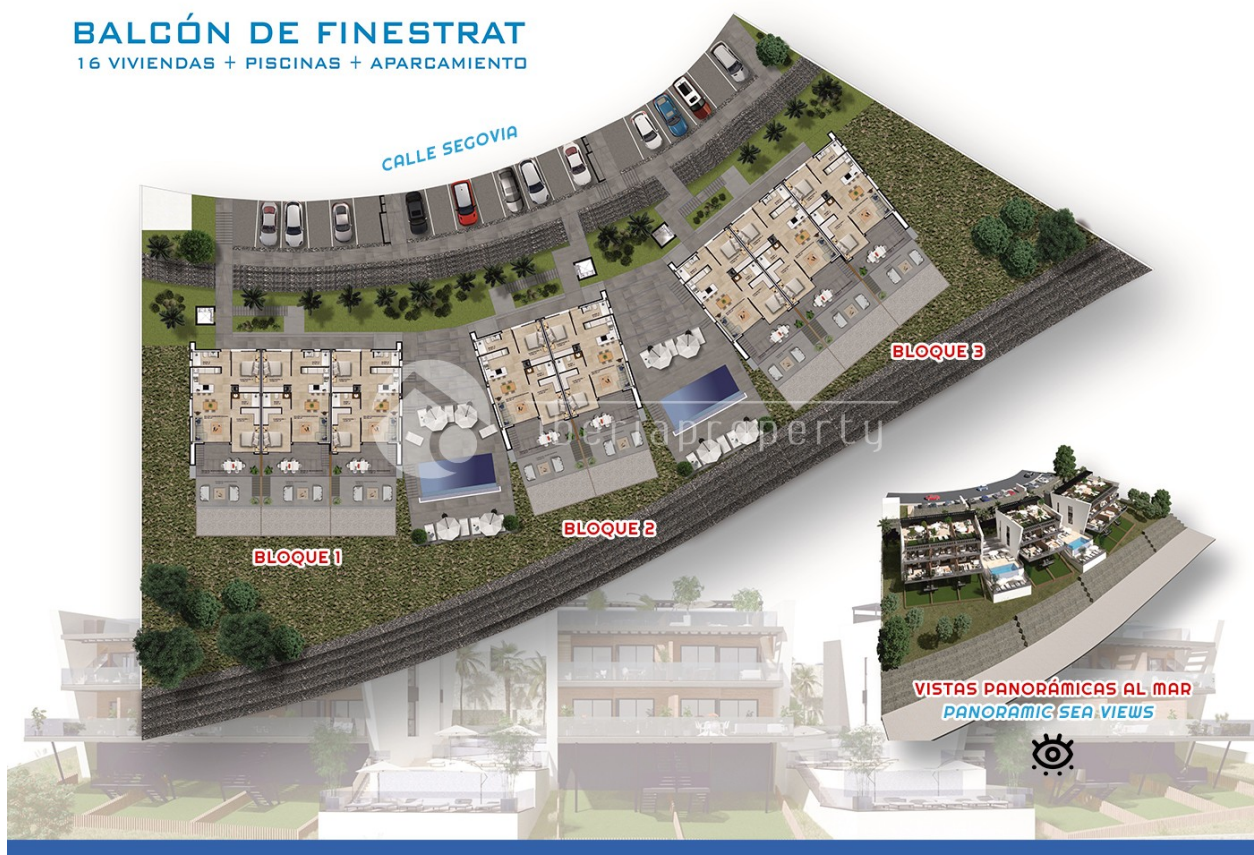 BALCÓN DE FINESTRAT
16 VIVIENDAS + PISCINAS + APARCAMIENTO
CALLE SEGOVIA
BLOQUE 3
iberiaproperty
BLOQUE 2
BLOQUE 1
VISTAS PANORÁMICAS AL MAR
PANORAMIC SEA VIEWS